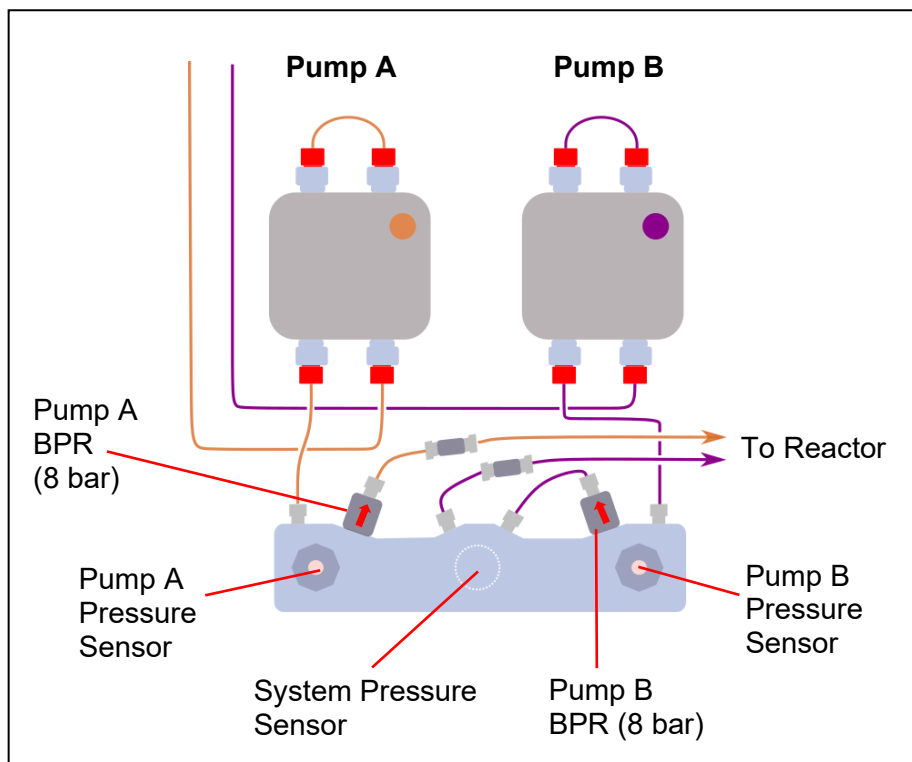 Pump A
Pump B
Pump A
BPR
(8 bar)
To Reactor
Pump A
Pressure
Sensor
System Pressure
Sensor
Pump B
BPR (8 bar)
Pump B
Pressure
Sensor